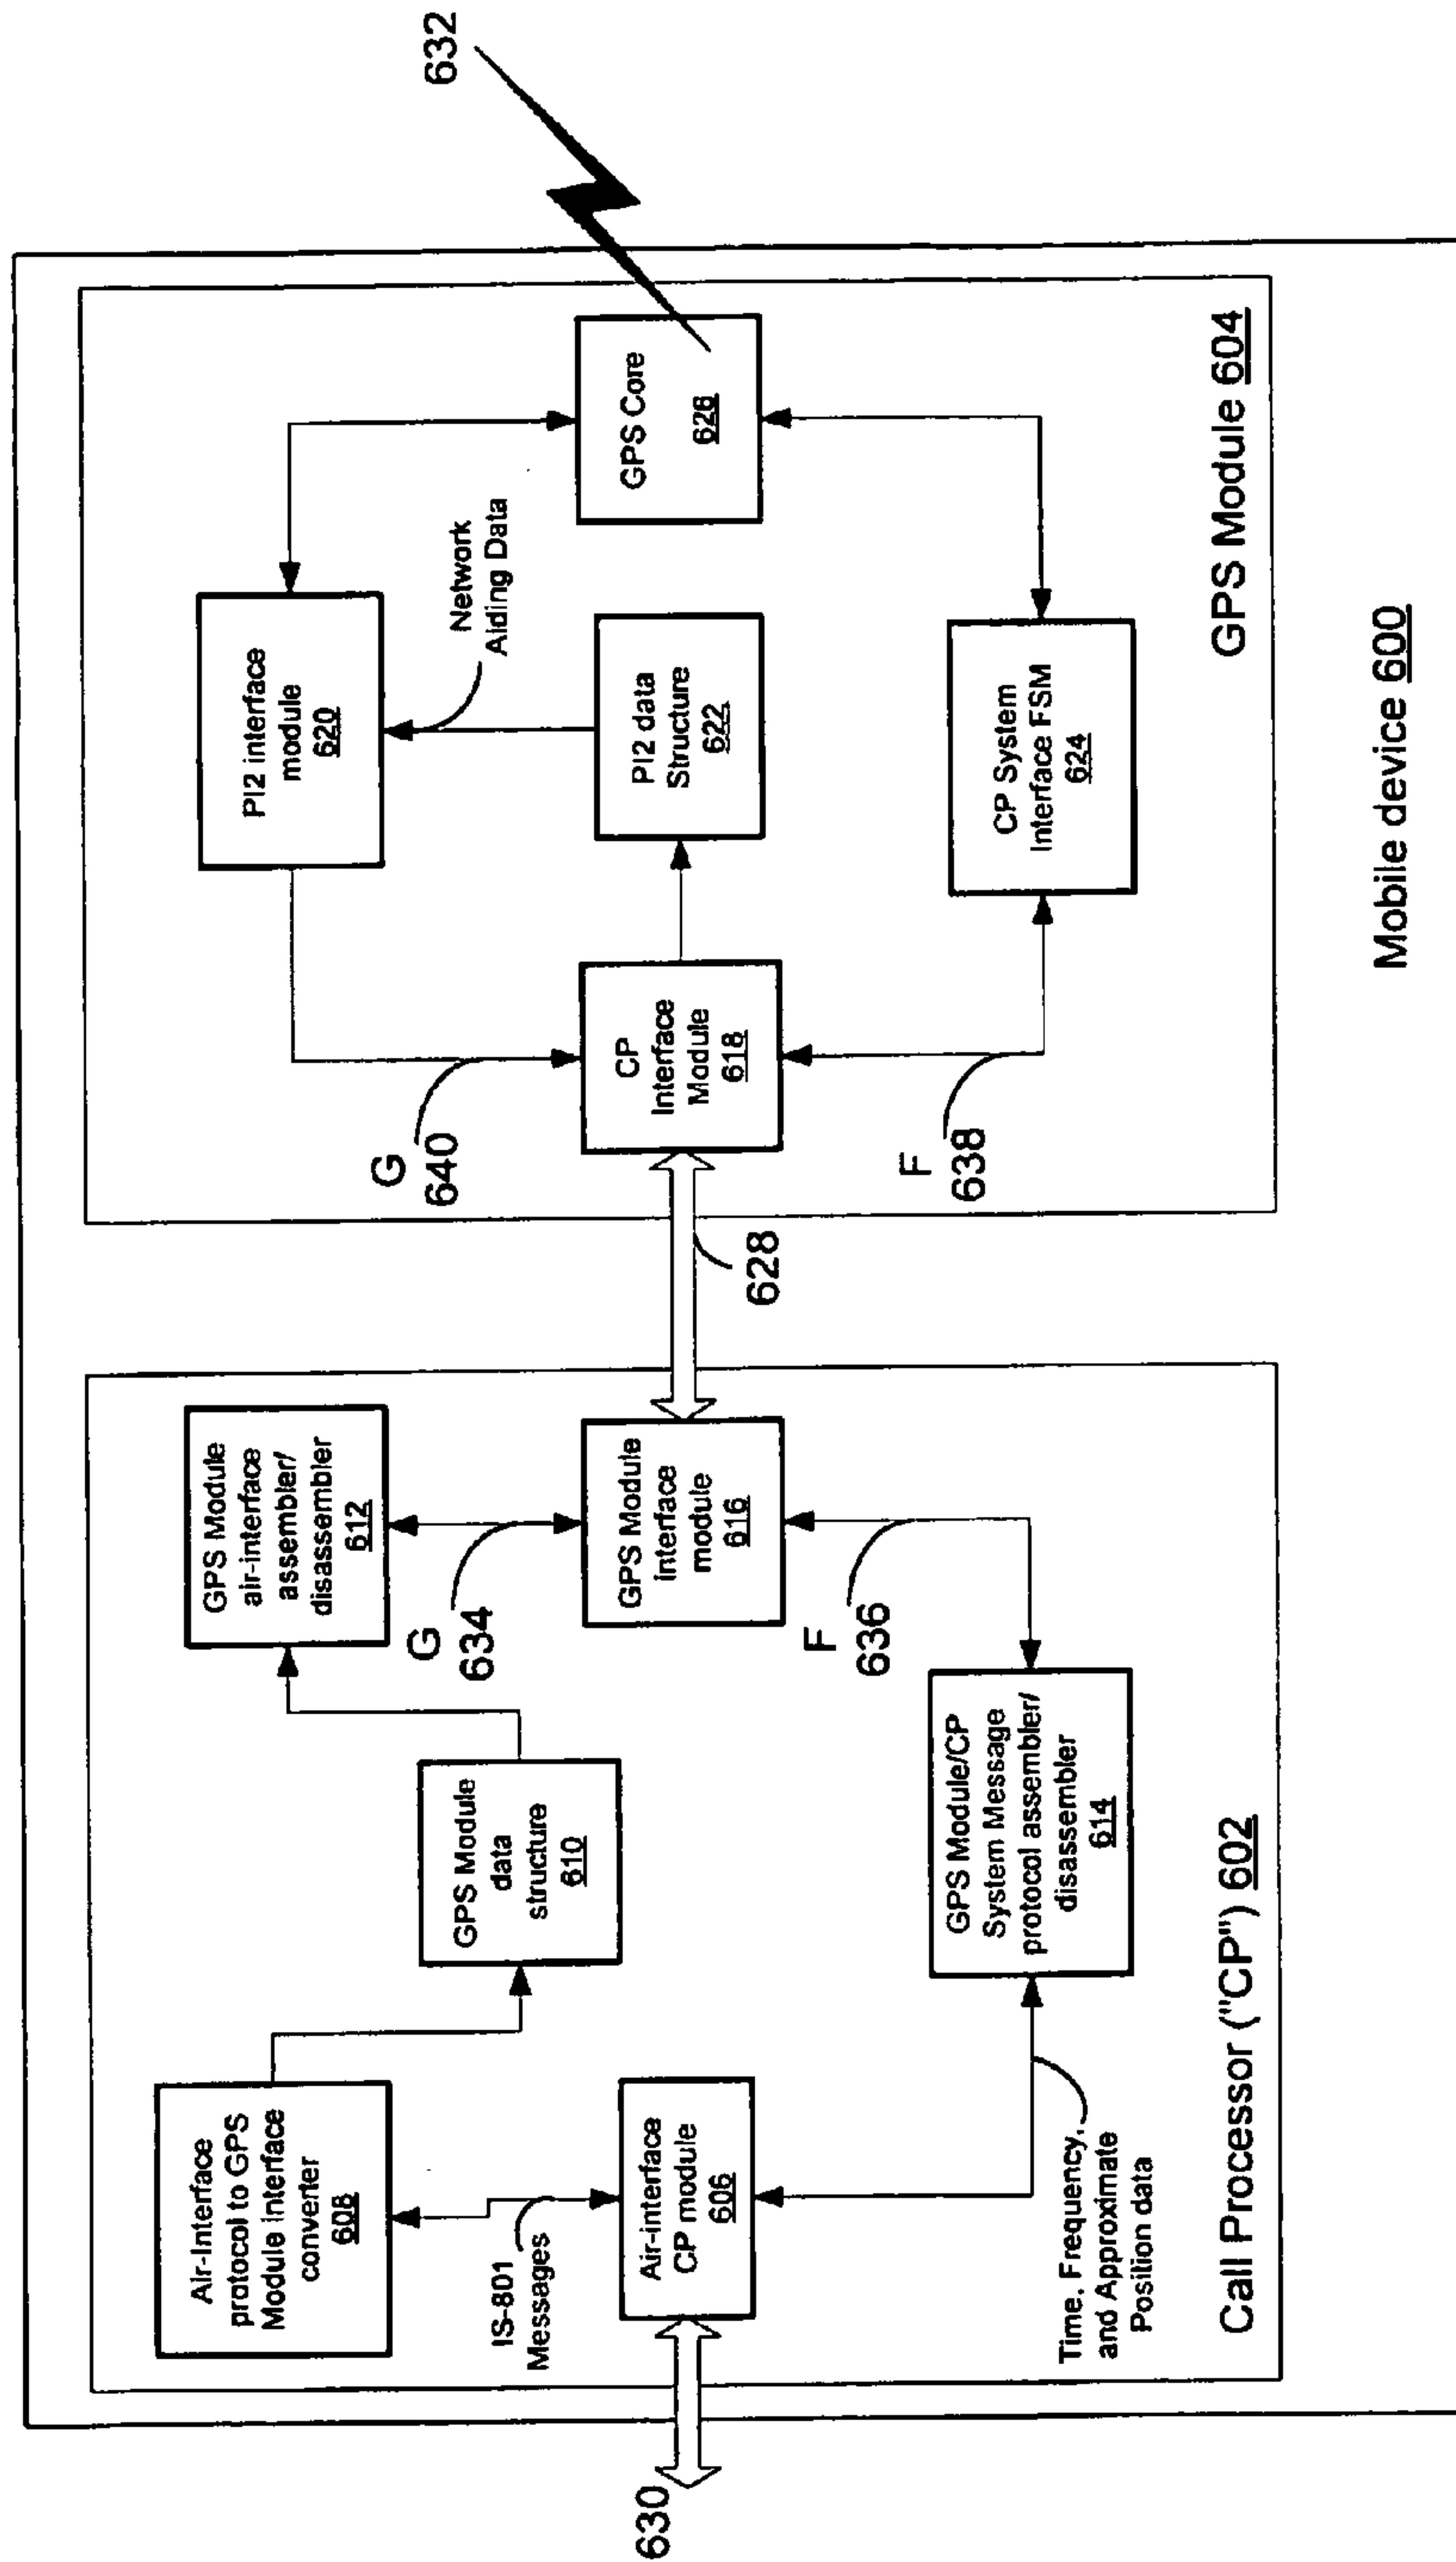 Air-Interface
protocol to GPS
Module Interface
converter
608
GPS Module
data
structure
610
GPS Module
air-interface
assembler/
disassembler
612
IS-801
Messages
G
634
630
Air-interface
CP module
606
GPS Module
interface
module
616
628
F
636
Time, Frequency,
and Approximate
Position data
GPS Module/CP
System Message
protocol assembler/
disassembler
614
Call Processor ("CP") 602
PI2 interface
module
620
G
640
Network
Aiding Data
CP
Interface
Module
618
PI2 data
Structure
622
GPS Core
626
632
F
638
CP System
Interface FSM
624
GPS Module 604
Mobile device 600